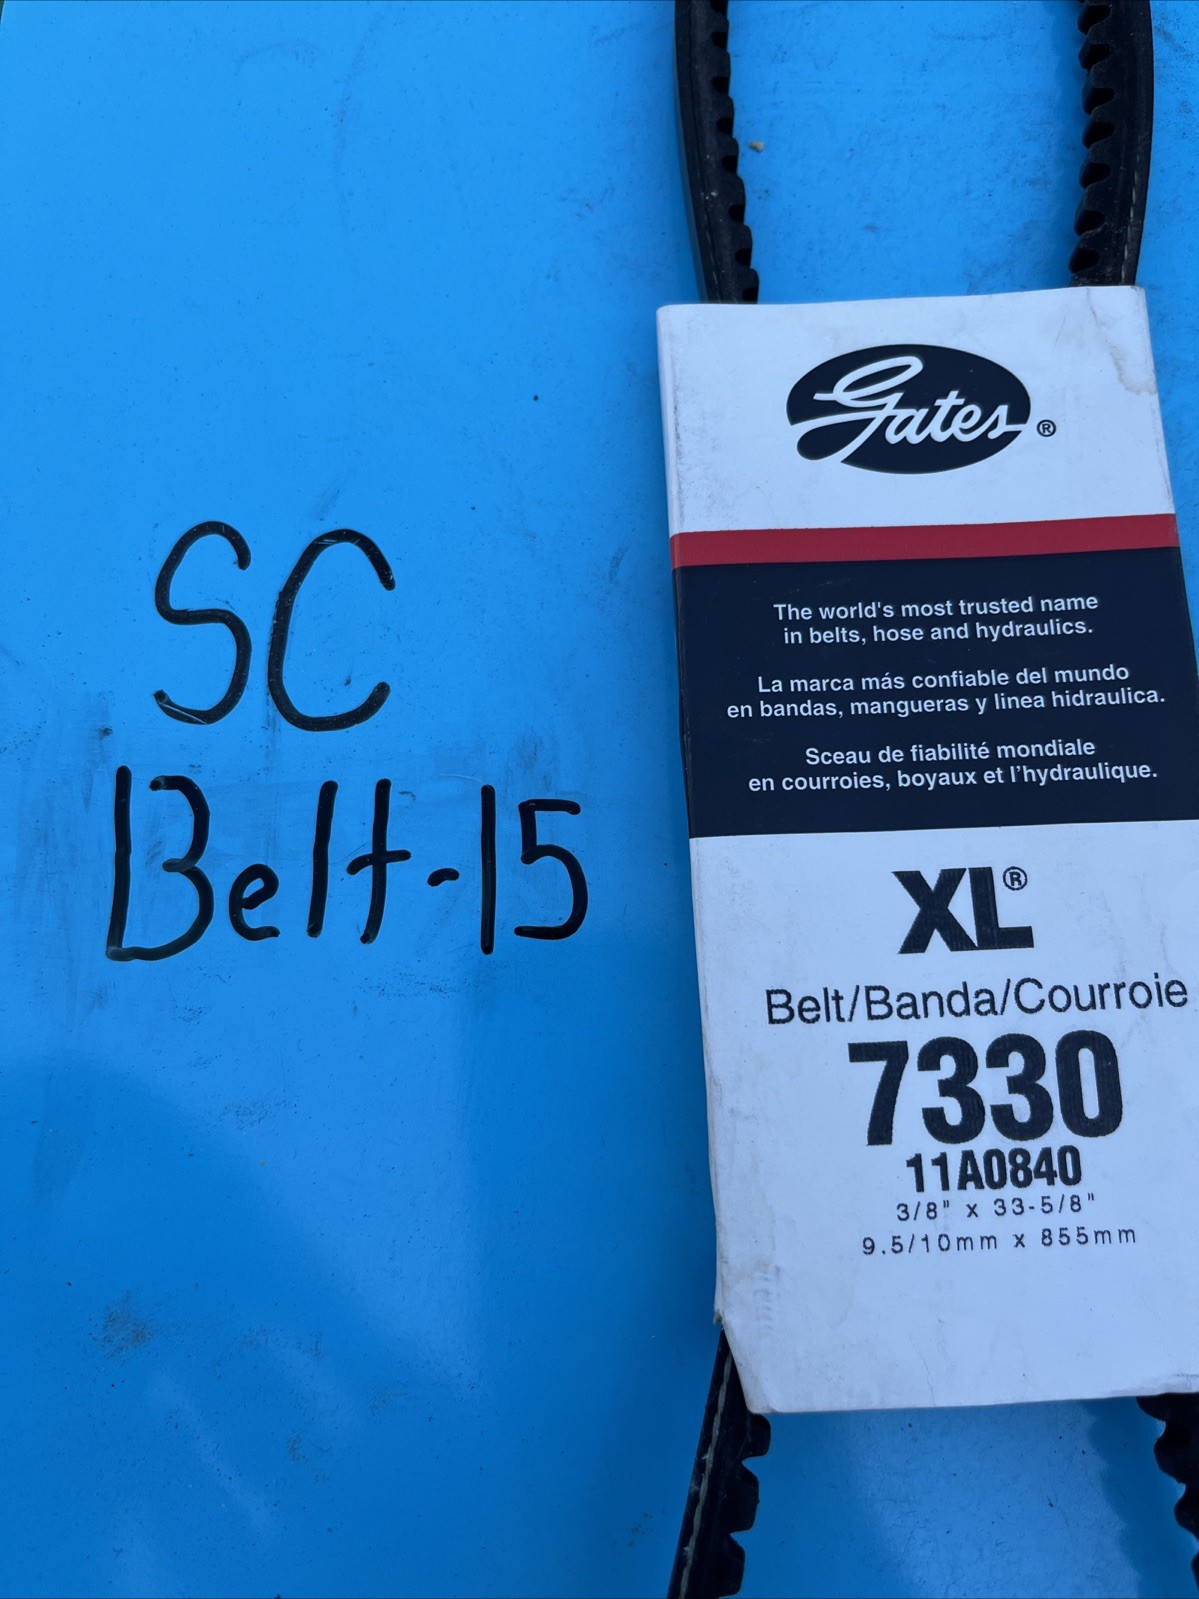 SC
Belt-15
Gates®
The world's most trusted name
in belts, hose and hydraulics.
La marca más confiable del mundo
en bandas, mangueras y linea hidraulica.
Sceau de fiabilité mondiale
en courroies, boyaux et l'hydraulique.
XL®
Belt/Banda/Courroie
7330
11A0840
3/8" x 33-5/8"
9.5/10mm x 855mm